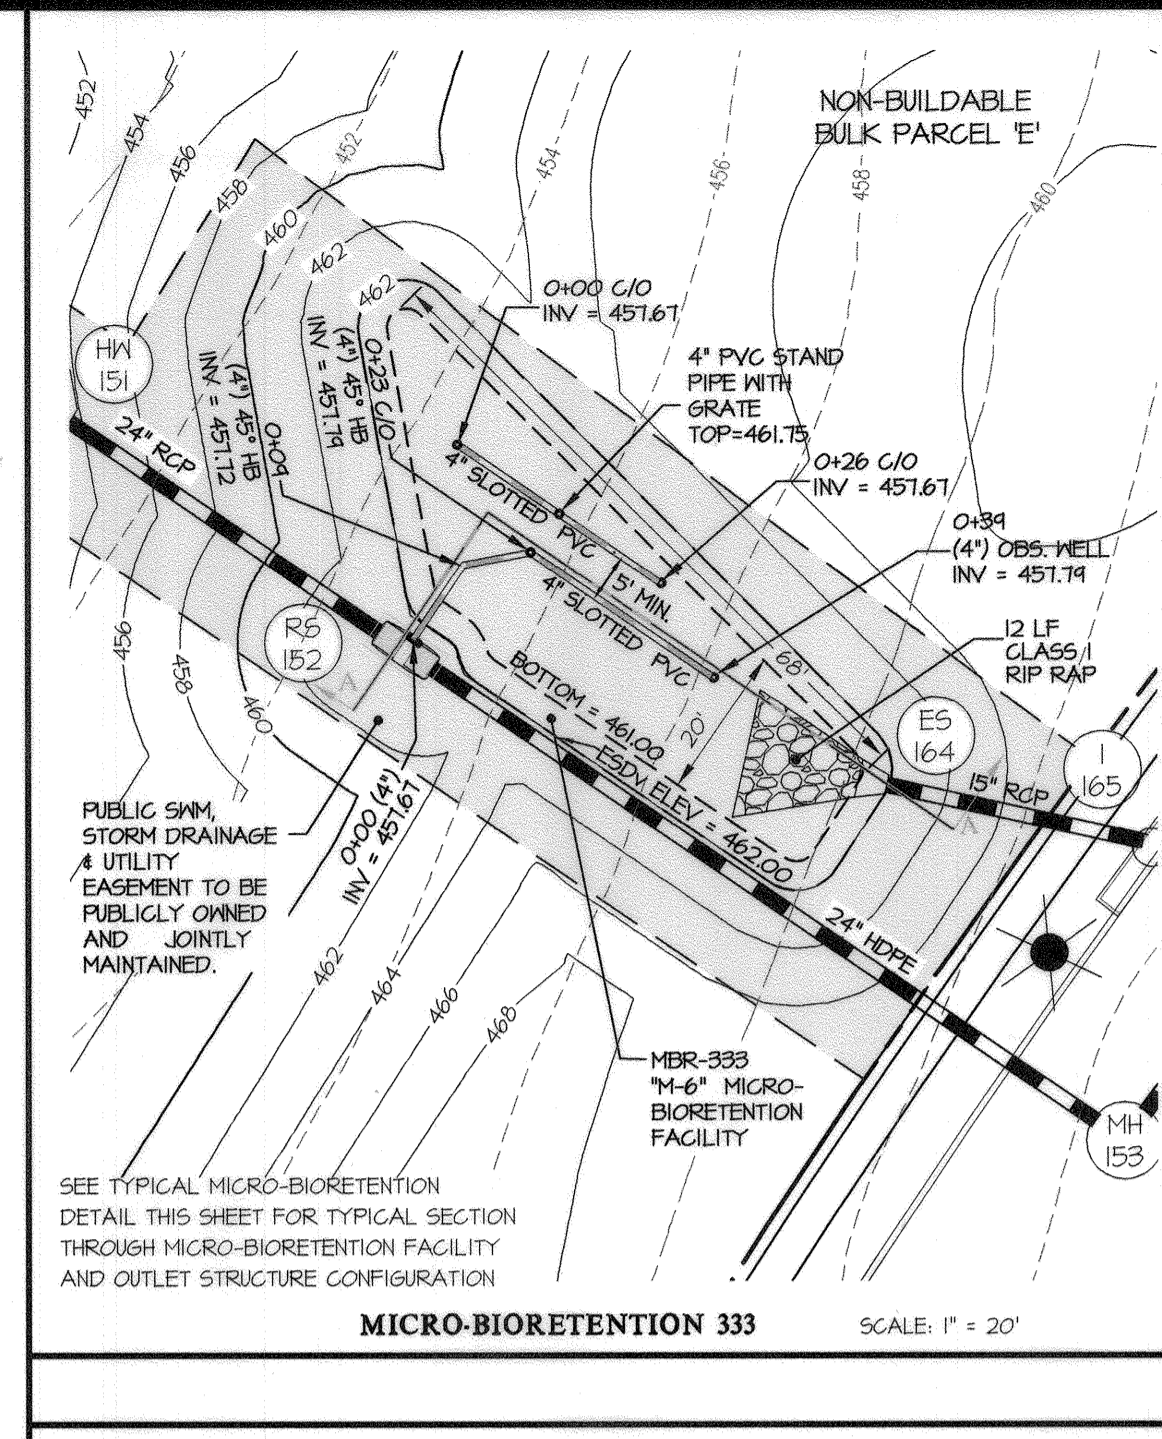 NON-BUILDABLE
BULK PARCEL 'E'
452
454
456
458
460
462
462
452
454
456
458
460
0+00 C/O
INV = 457.67
4" PVC STAND
PIPE WITH
GRATE
TOP=461.75
0+26 C/O
INV = 457.67
0+39
(4") OBS. WELL
INV = 457.79
12 LF
CLASS I
RIP RAP
HW
151
24" RCP
0+09
(4") 45° HB
INV = 457.72
0+23 C/O
(4") 45° HB
INV = 457.79
4" SLOTTED PVC
4" SLOTTED PVC
5' MIN.
RS
152
A
BOTTOM = 461.00
ESDv ELEV = 462.00
68'
20'
ES
164
I
165
15" RCP
A
456
458
460
PUBLIC SWM,
STORM DRAINAGE
& UTILITY
EASEMENT TO BE
PUBLICLY OWNED
AND JOINTLY
MAINTAINED.
0+00 (4")
INV = 457.67
24" HDPE
462
464
466
468
MBR-333
"M-6" MICRO-
BIORETENTION
FACILITY
MH
153
SEE TYPICAL MICRO-BIORETENTION
DETAIL THIS SHEET FOR TYPICAL SECTION
THROUGH MICRO-BIORETENTION FACILITY
AND OUTLET STRUCTURE CONFIGURATION
MICRO-BIORETENTION 333
SCALE: 1" = 20'